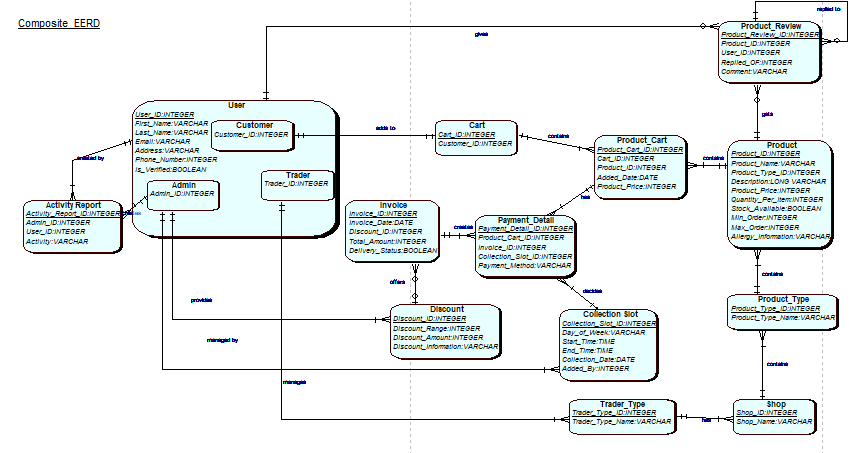 Composite_EERD
replied to
gives
Product_Review
Product_Review_ID:INTEGER
Product_ID:INTEGER
User_ID:INTEGER
Replied_OF:INTEGER
Comment:VARCHAR
gets
User
User_ID:INTEGER
First_Name:VARCHAR
Last_Name:VARCHAR
Email:VARCHAR
Address:VARCHAR
Phone_Number:INTEGER
Is_Verified:BOOLEAN
Customer
Customer_ID:INTEGER
Trader
Trader_ID:INTEGER
Admin
Admin_ID:INTEGER
adds to
Cart
Cart_ID:INTEGER
Customer_ID:INTEGER
contains
Product_Cart
Product_Cart_ID:INTEGER
Cart_ID:INTEGER
Product_ID:INTEGER
Added_Date:DATE
Product_Price:INTEGER
contains
Product
Product_ID:INTEGER
Product_Name:VARCHAR
Product_Type_ID:INTEGER
Description:LONG VARCHAR
Product_Price:INTEGER
Quantity_Per_Item:INTEGER
Stock_Available:BOOLEAN
Min_Order:INTEGER
Max_Order:INTEGER
Allergy_Information:VARCHAR
Activity Report
Activity_Report_ID:INTEGER
Admin_ID:INTEGER
User_ID:INTEGER
Activity:VARCHAR
Invoice
Invoice_ID:INTEGER
Invoice_Date:DATE
Discount_ID:INTEGER
Total_Amount:INTEGER
Delivery_Status:BOOLEAN
creates
has
Payment_Detail
Payment_Detail_ID:INTEGER
Product_Cart_ID:INTEGER
Invoice_ID:INTEGER
Collection_Slot_ID:INTEGER
Payment_Method:VARCHAR
offers
decides
contains
provides
managed by
Discount
Discount_ID:INTEGER
Discount_Range:INTEGER
Discount_Amount:INTEGER
Discount_Information:VARCHAR
Collection Slot
Collection_Slot_ID:INTEGER
Day_of_Week:VARCHAR
Start_Time:TIME
End_Time:TIME
Collection_Date:DATE
Added_By:INTEGER
Product_Type
Product_Type_ID:INTEGER
Product_Type_Name:VARCHAR
contains
manages
Trader_Type
Trader_Type_ID:INTEGER
Trader_Type_Name:VARCHAR
has
Shop
Shop_ID:INTEGER
Shop_Name:VARCHAR